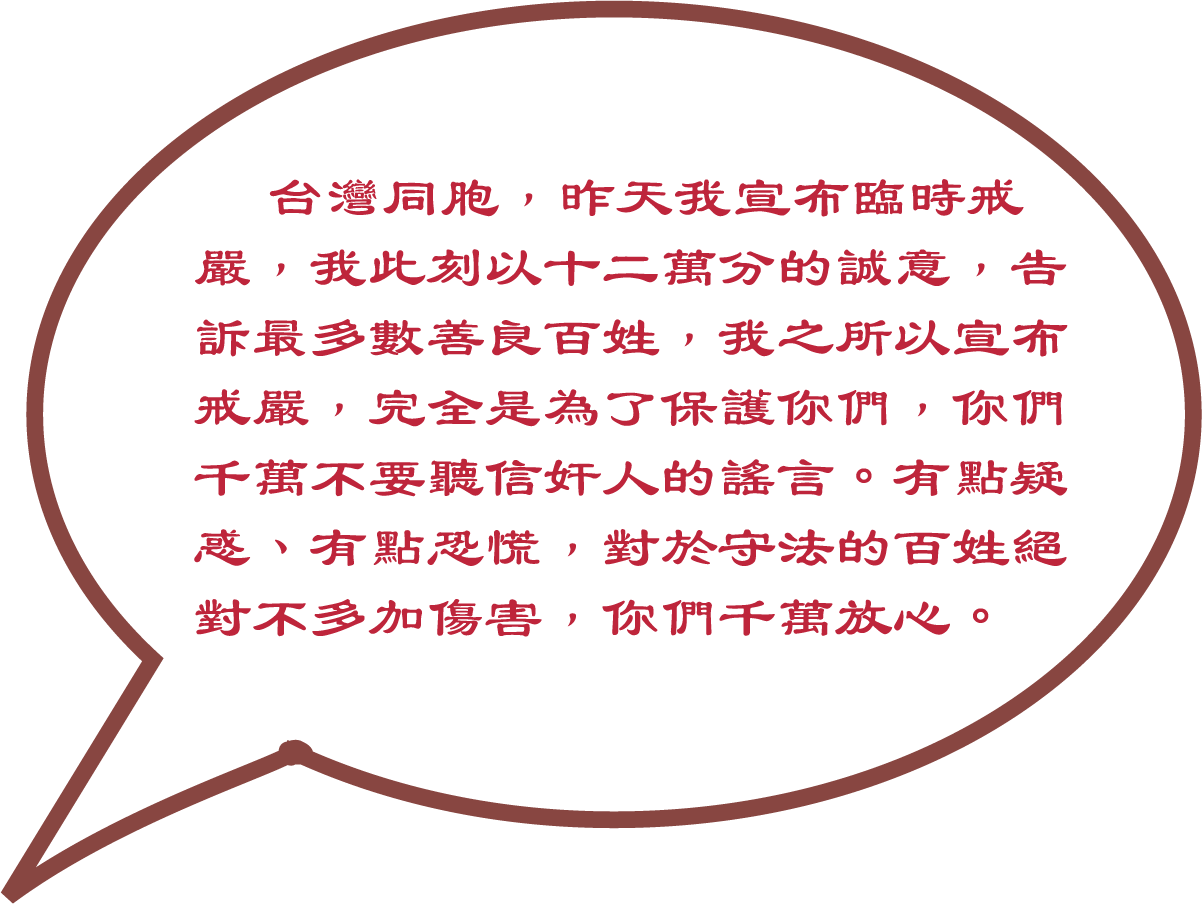 台灣同胞，昨天我宣布臨時戒
嚴，我此刻以十二萬分的誠意，告
訴最多數善良百姓，我之所以宣布
戒嚴，完全是為了保護你們，你們
千萬不要聽信奸人的謠言。有點疑
惑、有點恐慌，對於守法的百姓絕
對不多加傷害，你們千萬放心。